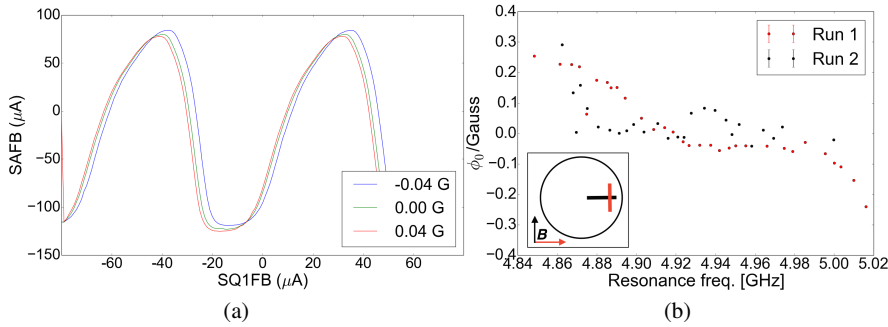 100
50
0
−50
−100
−150
SAFB (μA)
−60
−40
−20
0
20
40
60
SQ1FB (μA)
-0.04 G
0.00 G
0.04 G
(a)
0.4
0.3
0.2
0.1
0.0
−0.1
−0.2
−0.3
−0.4
ϕ0/Gauss
4.84 4.86 4.88 4.90 4.92 4.94 4.96 4.98 5.00 5.02
Resonance freq. [GHz]
Run 1
Run 2
B
(b)